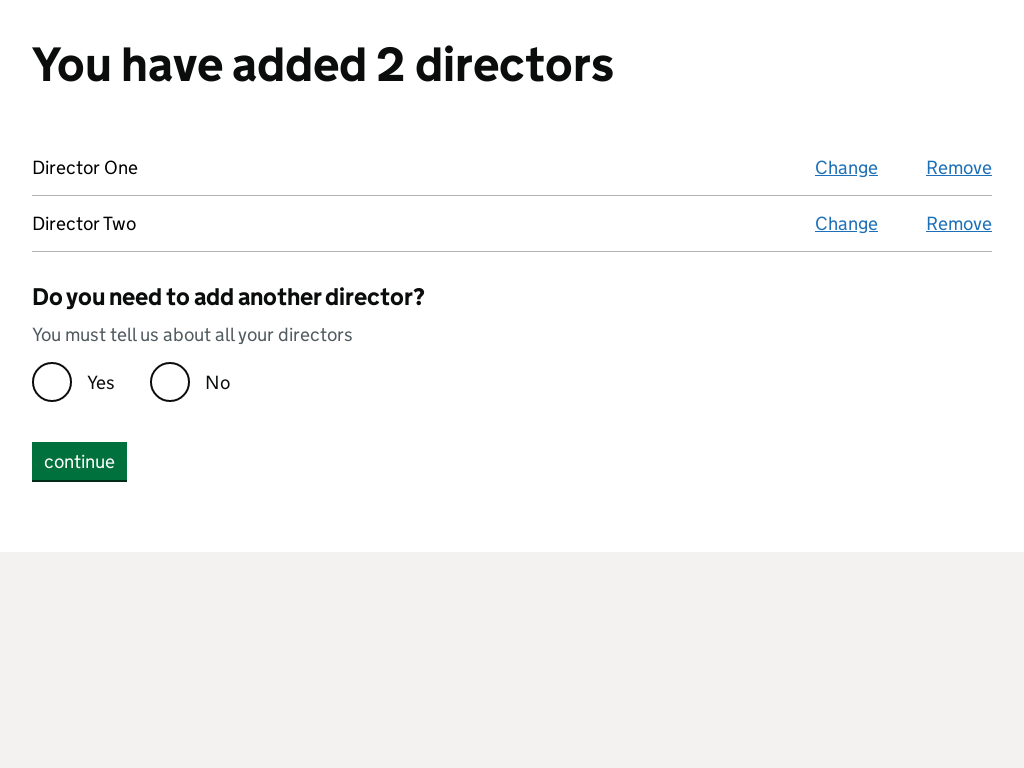 You have added 2 directors
Director One Change Remove
Director Two Change Remove
Do you need to add another director?
You must tell us about all your directors
Yes No
continue